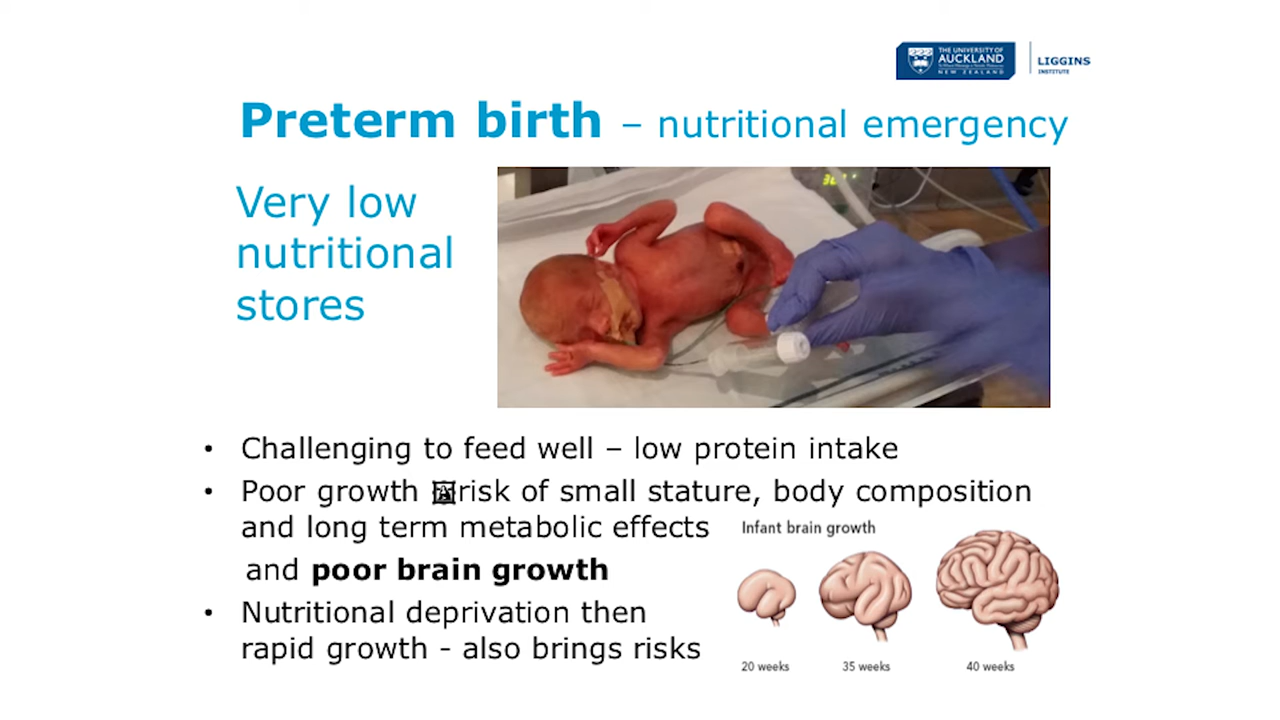 THE UNIVERSITY OF
AUCKLAND
NEW ZEALAND
LIGGINS
INSTITUTE
Preterm birth – nutritional emergency
Very low
nutritional
stores
• Challenging to feed well – low protein intake
• Poor growth risk of small stature, body composition
and long term metabolic effects
and poor brain growth
• Nutritional deprivation then
rapid growth - also brings risks
Infant brain growth
20 weeks
35 weeks
40 weeks